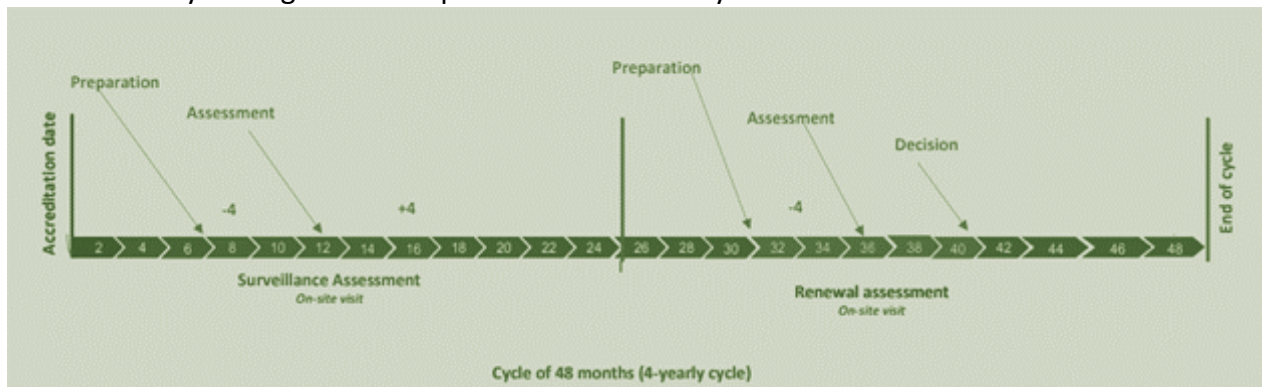 Preparation
Assessment
Preparation
Assessment
Decision
Accreditation date
-4
+4
-4
End of cycle
2 4 6 8 10 12 14 16 18 20 22 24 26 28 30 32 34 36 38 40 42 44 46 48
Surveillance Assessment
On-site visit
Renewal assessment
On-site visit
Cycle of 48 months (4-yearly cycle)